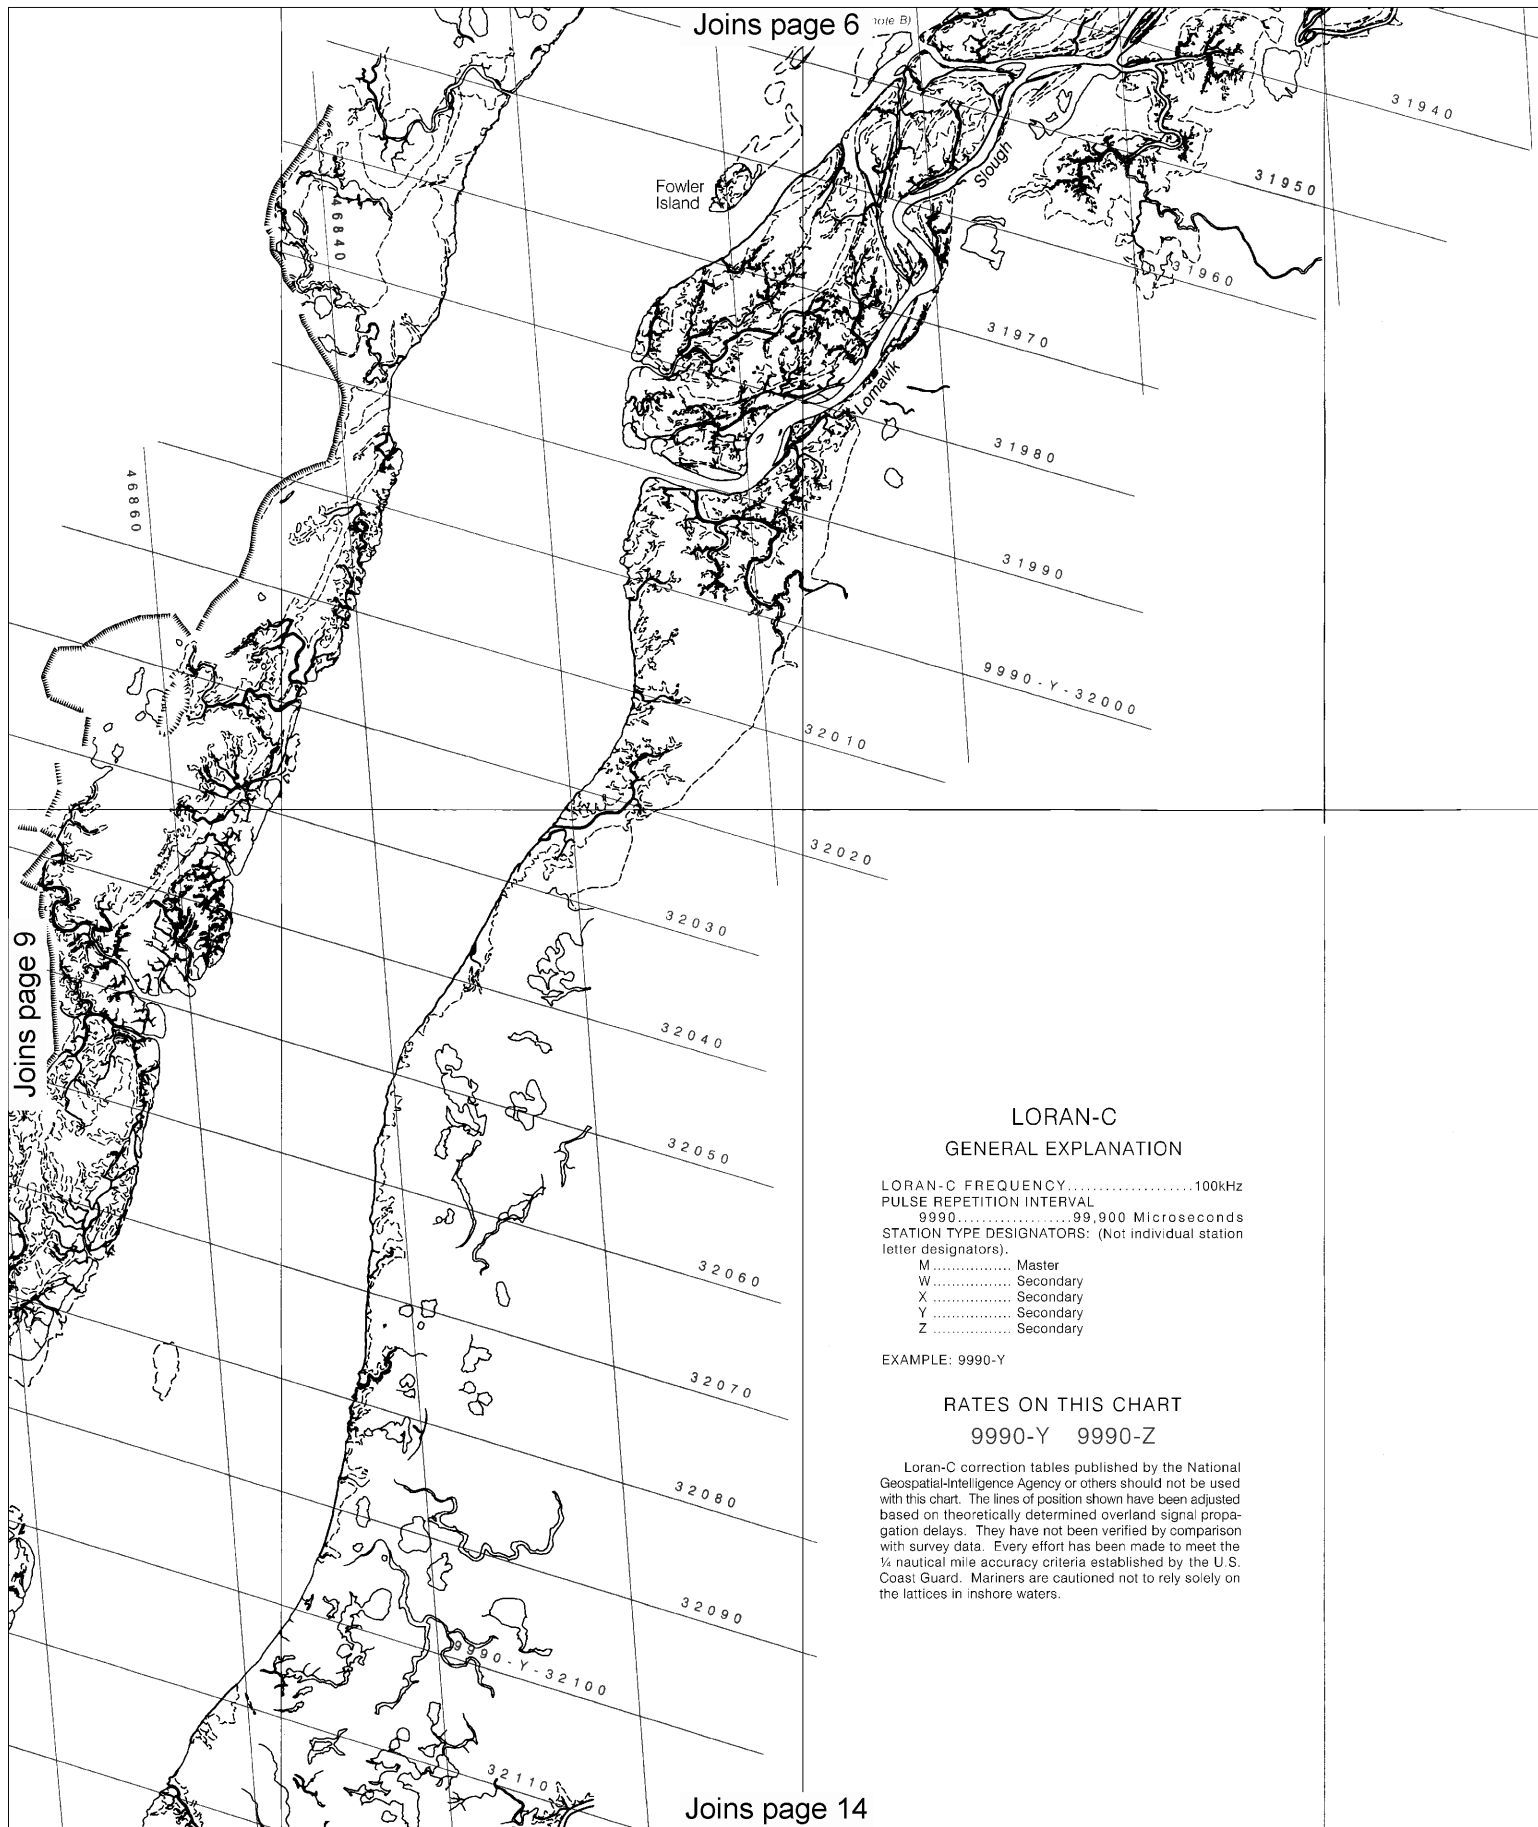 Joins page 6
ote B)
31940
31950
Fowler
Island
Slough
46840
31960
31970
Lomavik
31980
46860
31990
9990-Y-32000
32010
32020
32030
Joins page 9
32040
32050
32060
32070
32080
32090
9990-Y-32100
32110
Joins page 14
LORAN-C
GENERAL EXPLANATION
LORAN-C FREQUENCY....................100kHz
PULSE REPETITION INTERVAL
9990...................99,900 Microseconds
STATION TYPE DESIGNATORS: (Not individual station
letter designators).
M ................ Master
W ................ Secondary
X ................ Secondary
Y ................ Secondary
Z ................ Secondary
EXAMPLE: 9990-Y
RATES ON THIS CHART
9990-Y 9990-Z
Loran-C correction tables published by the National
Geospatial-Intelligence Agency or others should not be used
with this chart. The lines of position shown have been adjusted
based on theoretically determined overland signal propa-
gation delays. They have not been verified by comparison
with survey data. Every effort has been made to meet the
¼ nautical mile accuracy criteria established by the U.S.
Coast Guard. Mariners are cautioned not to rely solely on
the lattices in inshore waters.